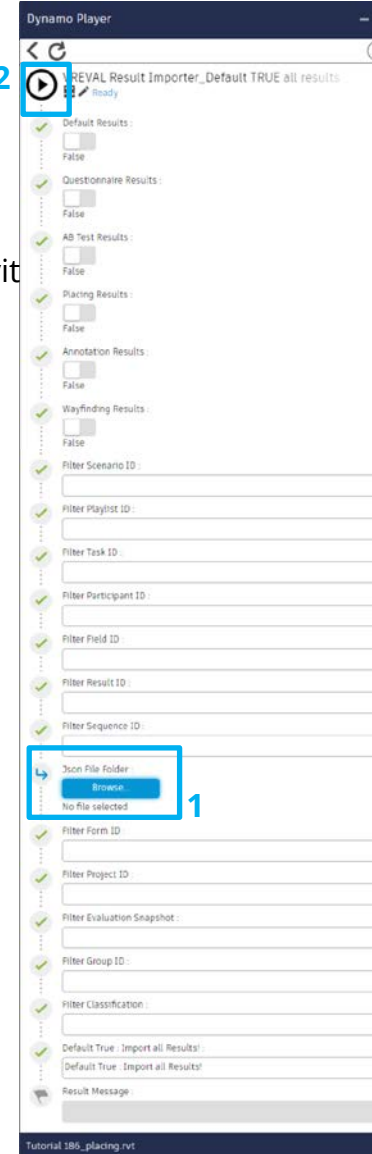 Dynamo Player
2
VREVAL Result Importer_Default TRUE all results
Ready
Default Results :
False
Questionnaire Results :
False
AB Test Results :
False
it
Placing Results :
False
Annotation Results :
False
Wayfinding Results :
False
Filter Scenario ID :
Filter Playlist ID :
Filter Task ID :
Filter Participant ID :
Filter Field ID :
Filter Result ID :
Filter Sequence ID :
Json File Folder :
Browse...
No file selected
1
Filter Form ID :
Filter Project ID :
Filter Evaluation Snapshot :
Filter Group ID :
Filter Classification :
Default True : Import all Results! :
Default True : Import all Results!
Result Message :
Tutorial 186_placing.rvt